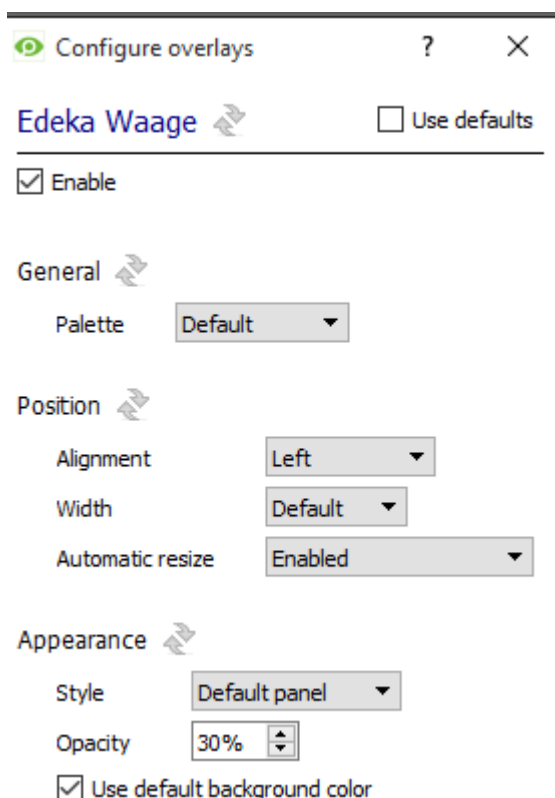 Configure overlays ?
Edeka Waage Use defaults
Enable
General
Palette Default
Position
Alignment Left
Width Default
Automatic resize Enabled
Appearance
Style Default panel
Opacity 30%
Use default background color